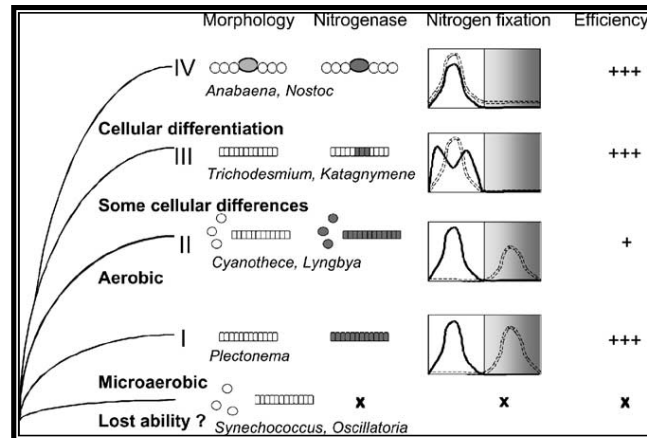 Morphology Nitrogenase Nitrogen fixation Efficiency
IV +++
Anabaena, Nostoc
Cellular differentiation
III +++
Trichodesmium, Katagnymene
Some cellular differences
II +
Cyanothece, Lyngbya
Aerobic
I +++
Plectonema
Microaerobic
x x x
Lost ability ?
Synechococcus, Oscillatoria